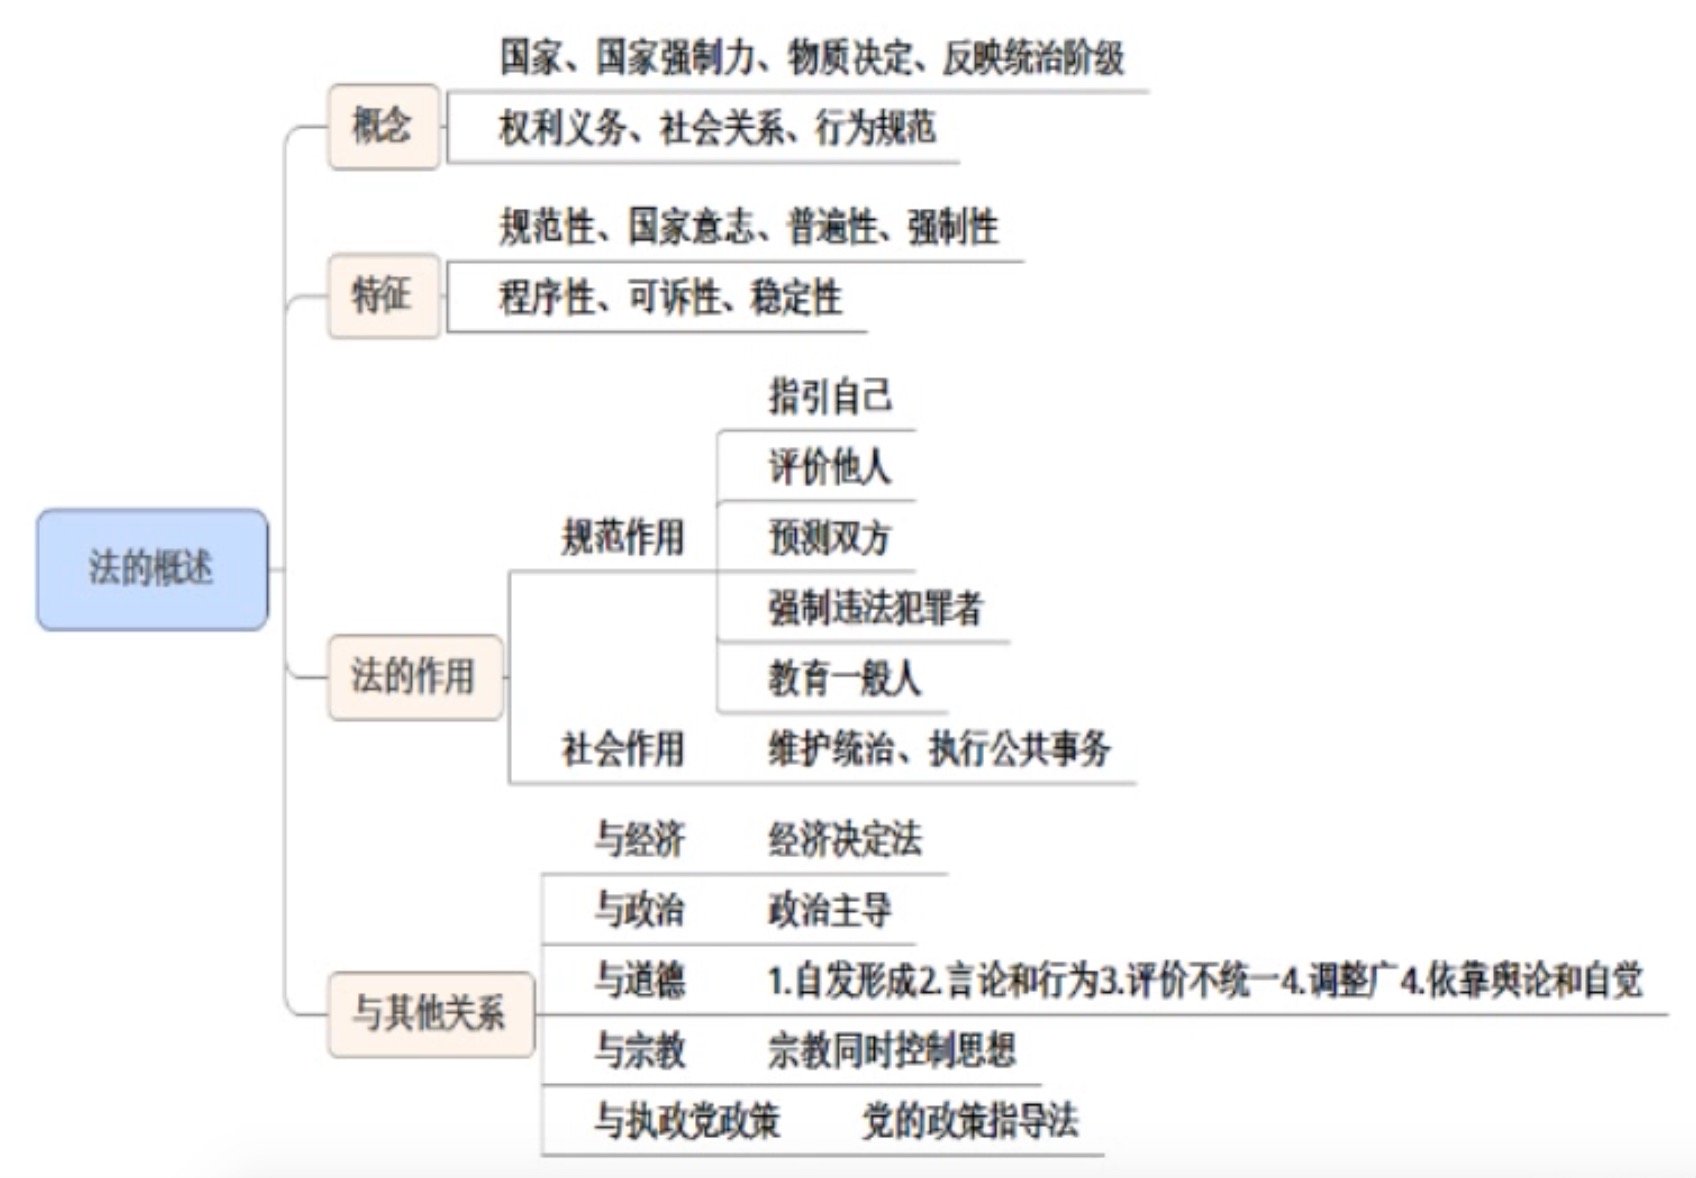 国家、国家强制力、物质决定、反映统治阶级
概念
权利义务、社会关系、行为规范
规范性、国家意志、普遍性、强制性
特征
程序性、可诉性、稳定性
指引自己
评价他人
规范作用 预测双方
强制违法犯罪者
法的概述
法的作用
教育一般人
社会作用 维护统治、执行公共事务
与经济 经济决定法
与政治 政治主导
与道德 1.自发形成2.言论和行为3.评价不统一4.调整广4.依靠舆论和自觉
与其他关系
与宗教 宗教同时控制思想
与执政党政策 党的政策指导法